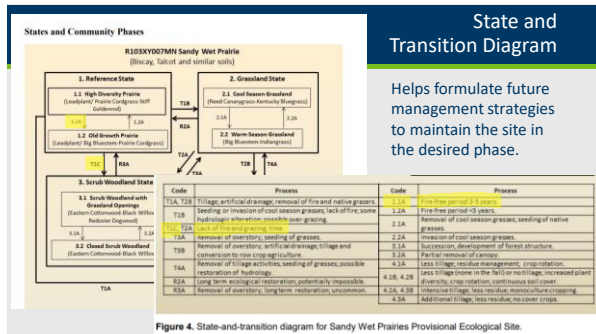 State and
Transition Diagram
Helps formulate future
management strategies
to maintain the site in
the desired phase.
States and Community Phases
R103XY007MN Sandy Wet Prairie
(Biscay, Talcot and similar soils)
1. Reference State
1.1 High Diversity Prairie
(Leadplant/ Prairie Cordgrass-Stiff
Goldenrod)
1.1A
1.2A
1.2 Old Growth Prairie
(Leadplant/ Big Bluestem-Prairie Cordgrass)
T1B
R2A
2. Grassland State
2.1 Cool Season Grassland
(Reed Canarygrass-Kentucky Bluegrass)
2.1A
2.2A
2.2 Warm Season Grassland
(Big Bluestem-Indiangrass)
T1C
R3A
T2A
T3A
T2B
T4A
3. Scrub Woodland State
3.1 Scrub Woodland with
Grassland Openings
(Eastern Cottonwood-Black Willow
Redosier Dogwood)
3.1A
3.2A
3.2 Closed Scrub Woodland
(Eastern Cottonwood-Black Willow
T1A
Code Process Code Process
T1A, T2B Tillage; artificial drainage; removal of fire and native grazers.
T1B Seeding or invasion of cool season grasses, lack of fire; some
hydrologic alteration; possible over-grazing.
T1C, T2A Lack of fire and grazing; time.
T3A Removal of overstory; seeding of grasses.
T3B Removal of overstory; artificial drainage; tillage and
conversion to row crop agriculture.
T4A Removal of tillage activities, seeding of grasses; possible
restoration of hydrology.
R2A Long term ecological restoration; potentially impossible.
R3A Removal of overstory; long term restoration; uncommon.
1.1A Fire-free period 3-5 years.
1.2A Fire-free period <3 years.
2.1A Removal of cool season grasses; seeding of native
grasses.
2.2A Invasion of cool season grasses.
3.1A Succession, development of forest structure.
3.2A Partial removal of canopy.
4.1A Less tillage; residue management; crop rotation.
4.1B, 4.2B Less tillage (none in the fall) or no tillage; increased plant
diversity; crop rotation; continuous soil cover.
4.2A, 4.3B Intensive tillage; less residue; monoculture cropping.
4.3A Additional tillage; less residue; no cover crops.
Figure 4. State-and-transition diagram for Sandy Wet Prairies Provisional Ecological Site.